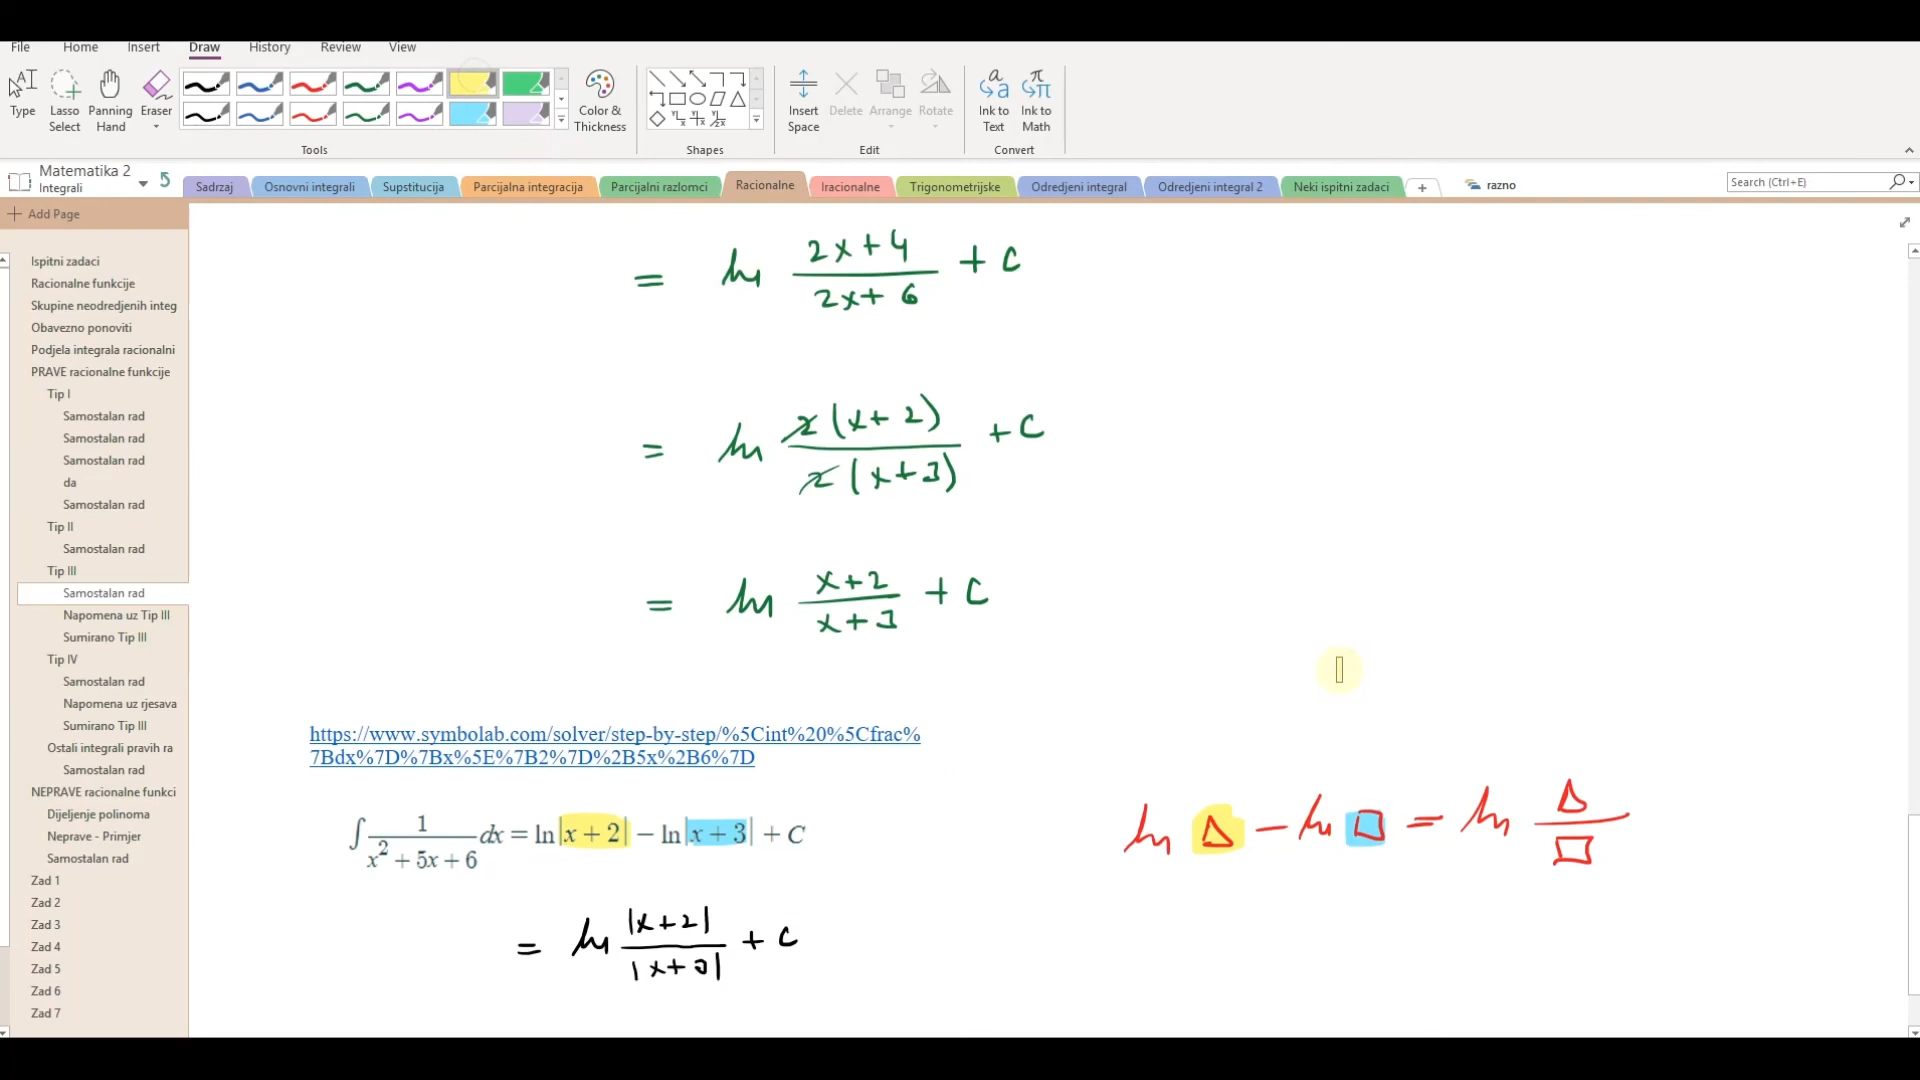 File Home Insert Draw History Review View
Type Lasso Select Panning Hand Eraser Color & Thickness Insert Space Delete Arrange Rotate Ink to Text Ink to Math
Tools Shapes Edit Convert
Matematika 2
Integrali
Sadrzaj Osnovni integrali Supstitucija Parcijalna integracija Parcijalni razlomci Racionalne Iracionalne Trigonometrijske Odredjeni integral Odredjeni integral 2 Neki ispitni zadaci + razno Search (Ctrl+E)
Add Page
Ispitni zadaci
Racionalne funkcije
Skupine neodredjenih integ
Obavezno ponoviti
Podjela integrala racionalni
PRAVE racionalne funkcije
Tip I
Samostalan rad
Samostalan rad
Samostalan rad
da
Samostalan rad
Tip II
Samostalan rad
Tip III
Samostalan rad
Napomena uz Tip III
Sumirano Tip III
Tip IV
Samostalan rad
Napomena uz rjesava
Sumirano Tip III
Ostali integrali pravih ra
Samostalan rad
NEPRAVE racionalne funkci
Dijeljenje polinoma
Neprave - Primjer
Samostalan rad
Zad 1
Zad 2
Zad 3
Zad 4
Zad 5
Zad 6
Zad 7
= ln (2x+4)/(2x+6) + C
= ln 2(x+2)/2(x+3) + C
= ln (x+2)/(x+3) + C
https://www.symbolab.com/solver/step-by-step/%5Cint%20%5Cfrac%
7Bdx%7D%7Bx%5E%7B2%7D%2B5x%2B6%7D
∫ 1/(x² + 5x + 6) dx = ln|x + 2| − ln|x + 3| + C
= ln |x+2|/|x+3| + C
ln Δ − ln □ = ln Δ/□